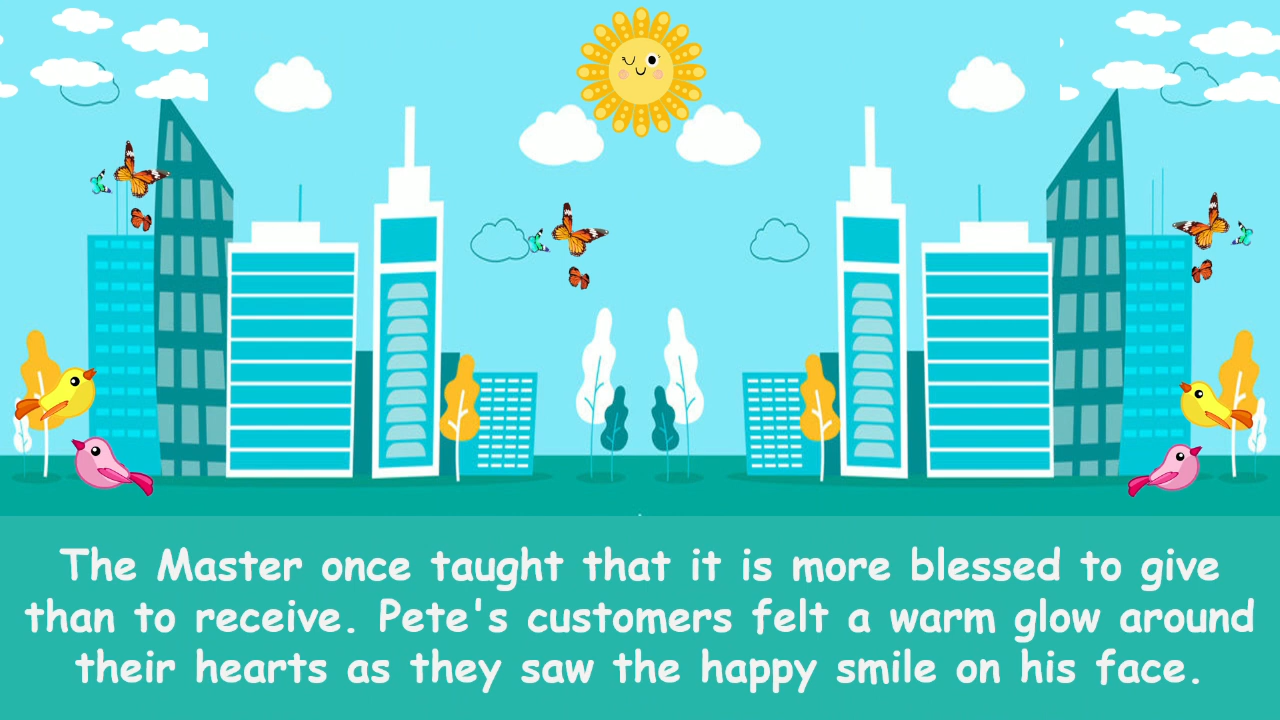 The Master once taught that it is more blessed to give
than to receive. Pete's customers felt a warm glow around
their hearts as they saw the happy smile on his face.